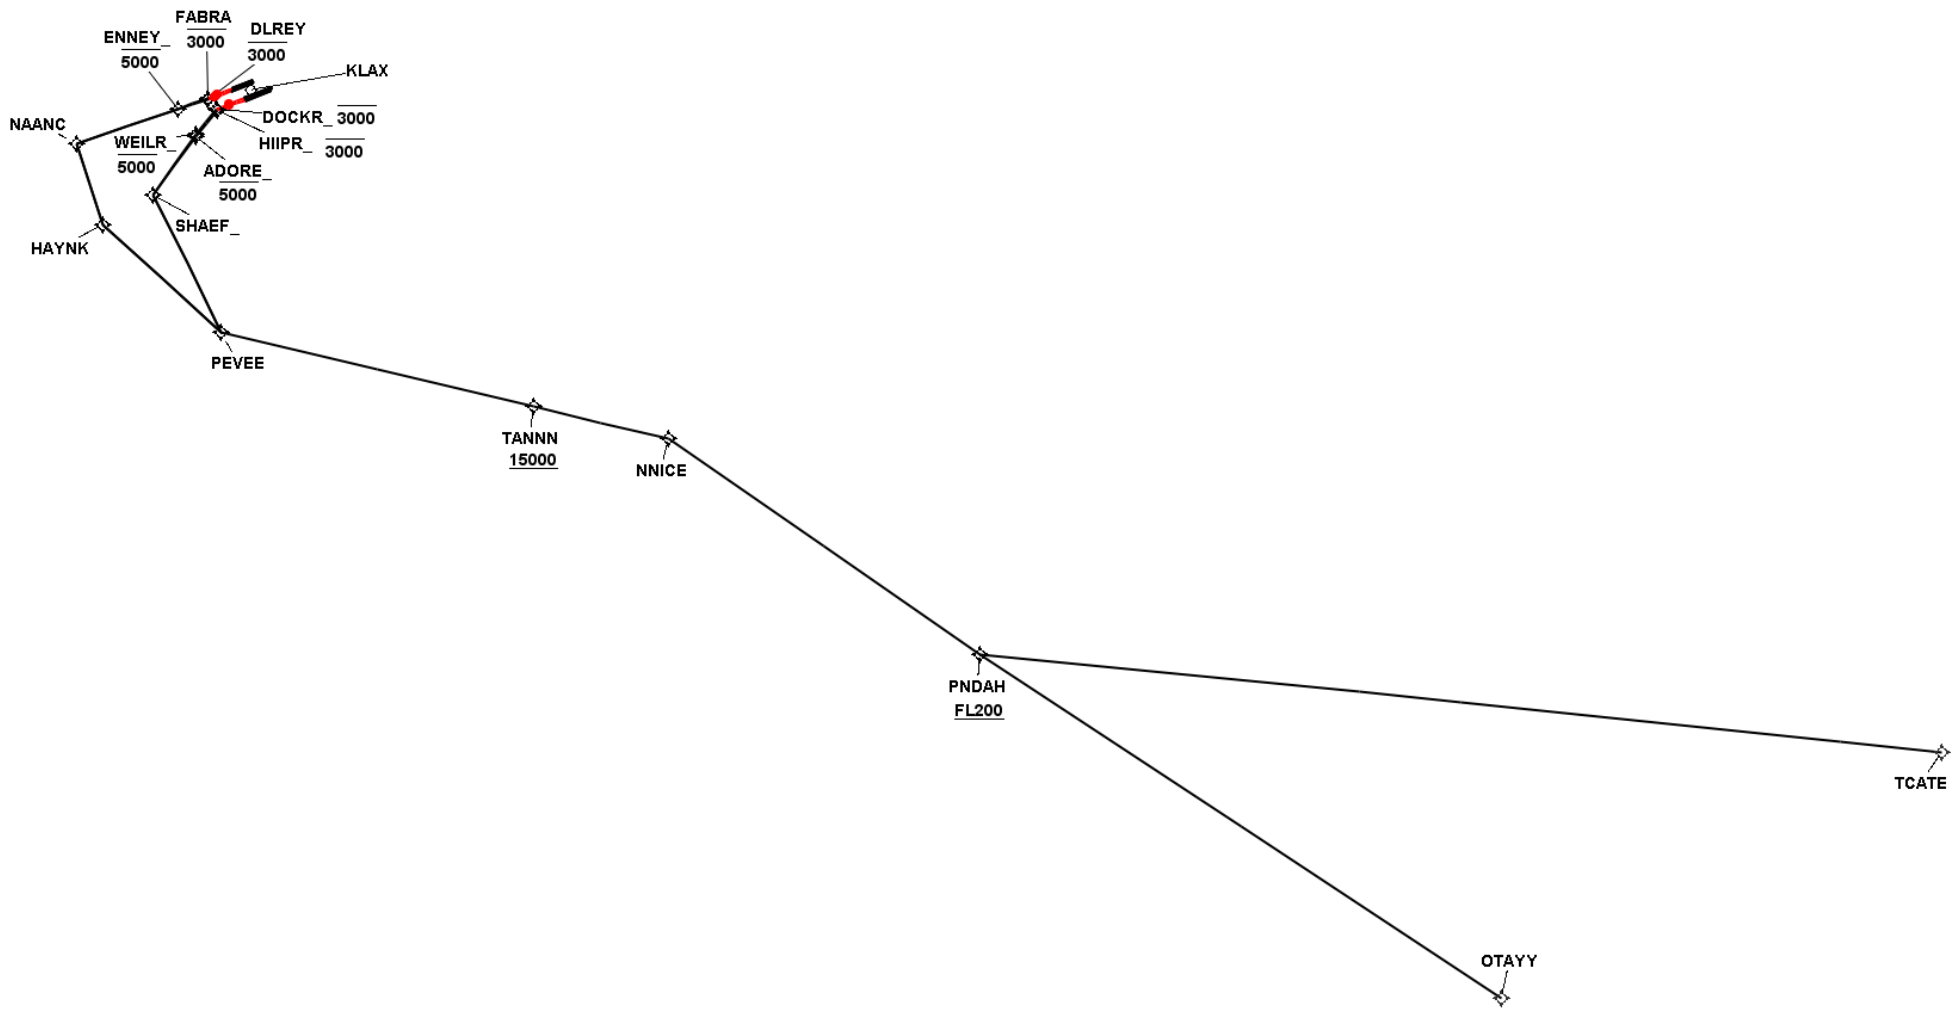 FABRA
3000
DLREY
3000
ENNEY_
5000
KLAX
NAANC
DOCKR_ 3000
WEILR_
5000
HIIPR_ 3000
ADORE_
5000
SHAEF_
HAYNK
PEVEE
TANNN
15000
NNICE
PNDAH
FL200
TCATE
OTAYY